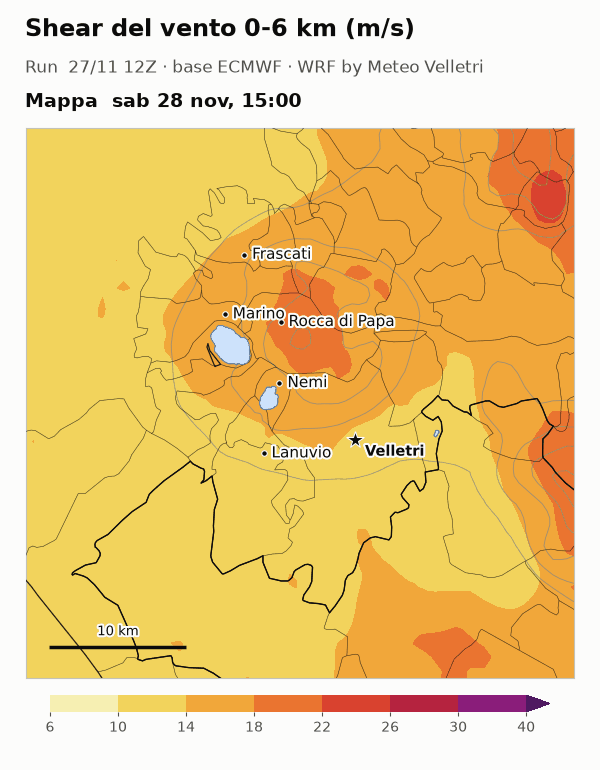 Shear del vento 0-6 km (m/s)
Run  27/11 12Z · base ECMWF · WRF by Meteo Velletri
Mappa  sab 28 nov, 15:00
Frascati
Marino
Rocca di Papa
Nemi
Lanuvio
Velletri
10 km
6 10 14 18 22 26 30 40